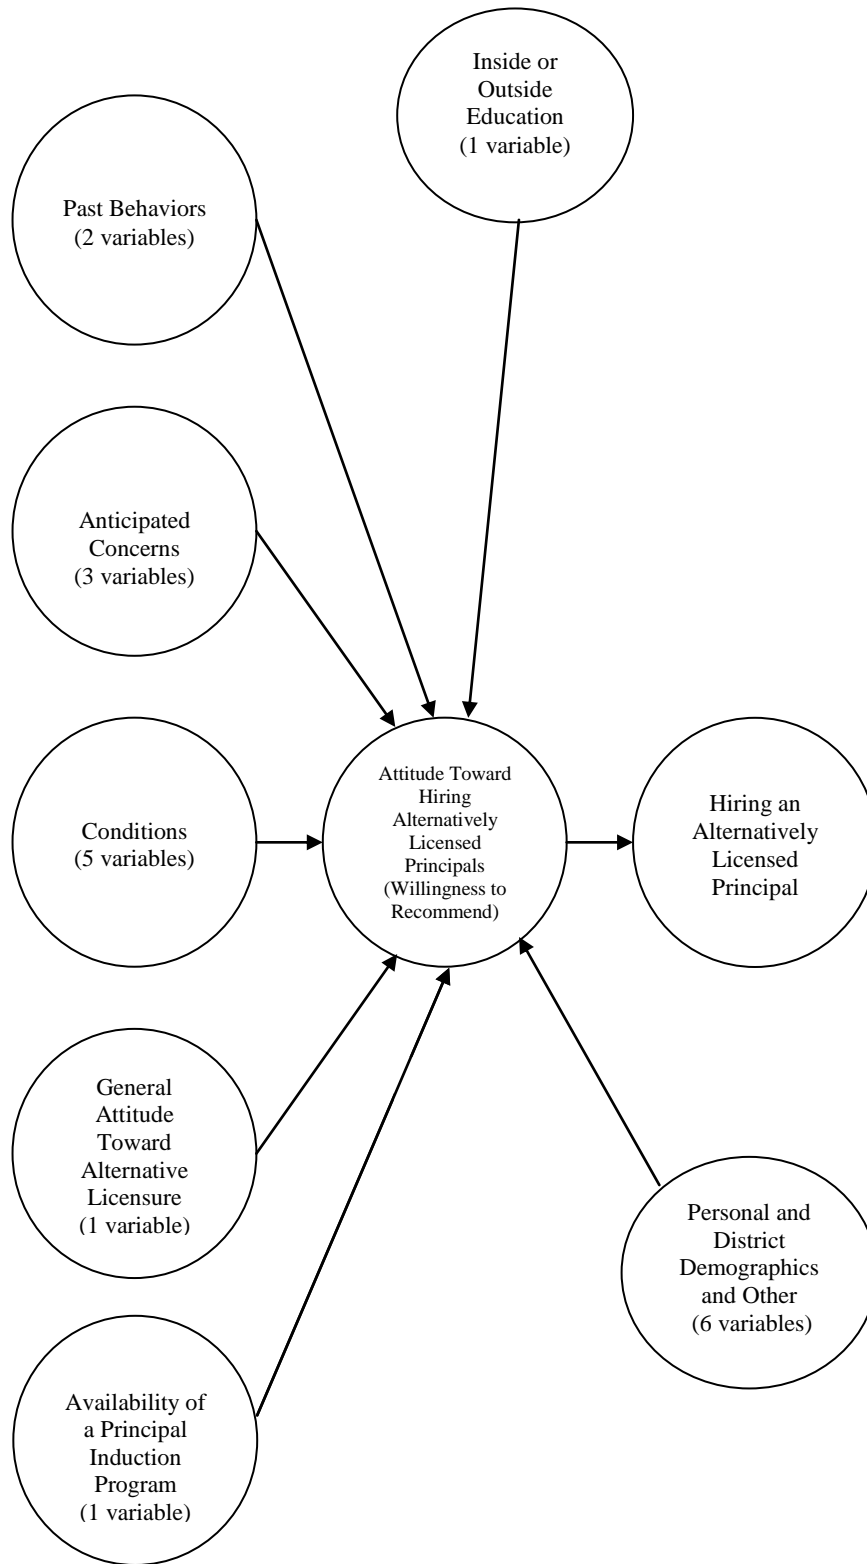 Inside or
Outside
Education
(1 variable)
Past Behaviors
(2 variables)
Anticipated
Concerns
(3 variables)
Conditions
(5 variables)
Attitude Toward
Hiring
Alternatively
Licensed
Principals
(Willingness to
Recommend)
Hiring an
Alternatively
Licensed
Principal
General
Attitude
Toward
Alternative
Licensure
(1 variable)
Personal and
District
Demographics
and Other
(6 variables)
Availability of
a Principal
Induction
Program
(1 variable)